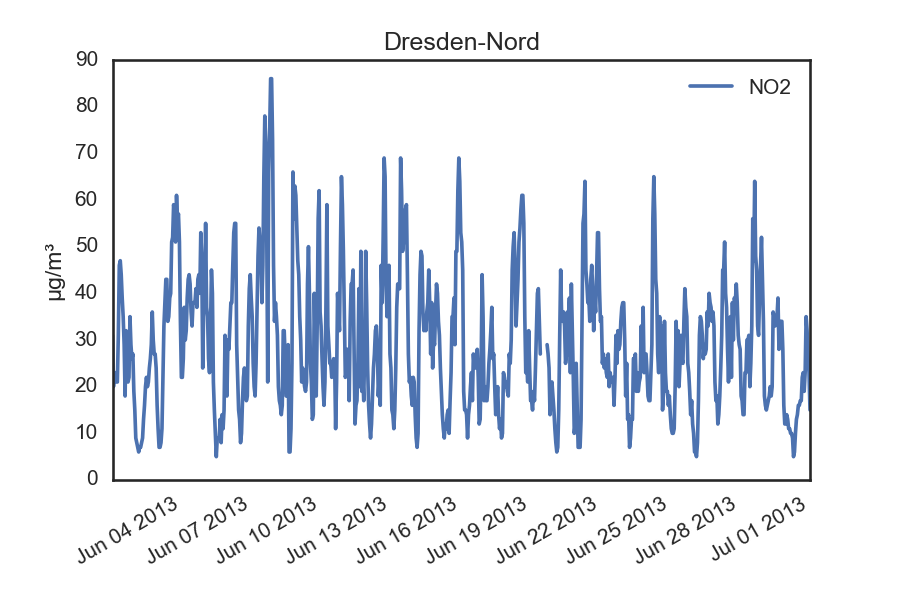 Dresden-Nord
90
80
70
60
50
40
30
20
10
0
µg/m³
NO2
Jun 04 2013
Jun 07 2013
Jun 10 2013
Jun 13 2013
Jun 16 2013
Jun 19 2013
Jun 22 2013
Jun 25 2013
Jun 28 2013
Jul 01 2013